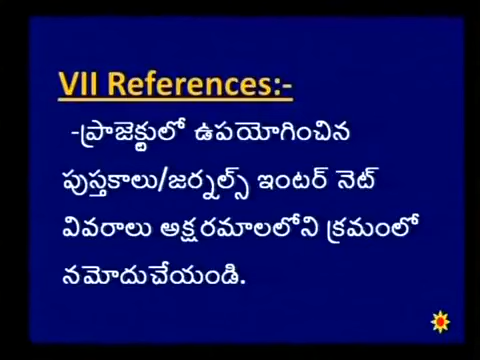 VII References:-
-ప్రాజెక్టులో ఉపయోగించిన
పుస్తకాలు/జర్నల్స్ ఇంటర్ నెట్
వివరాలు అక్షరమాలలోని క్రమంలో
నమోదుచేయండి.